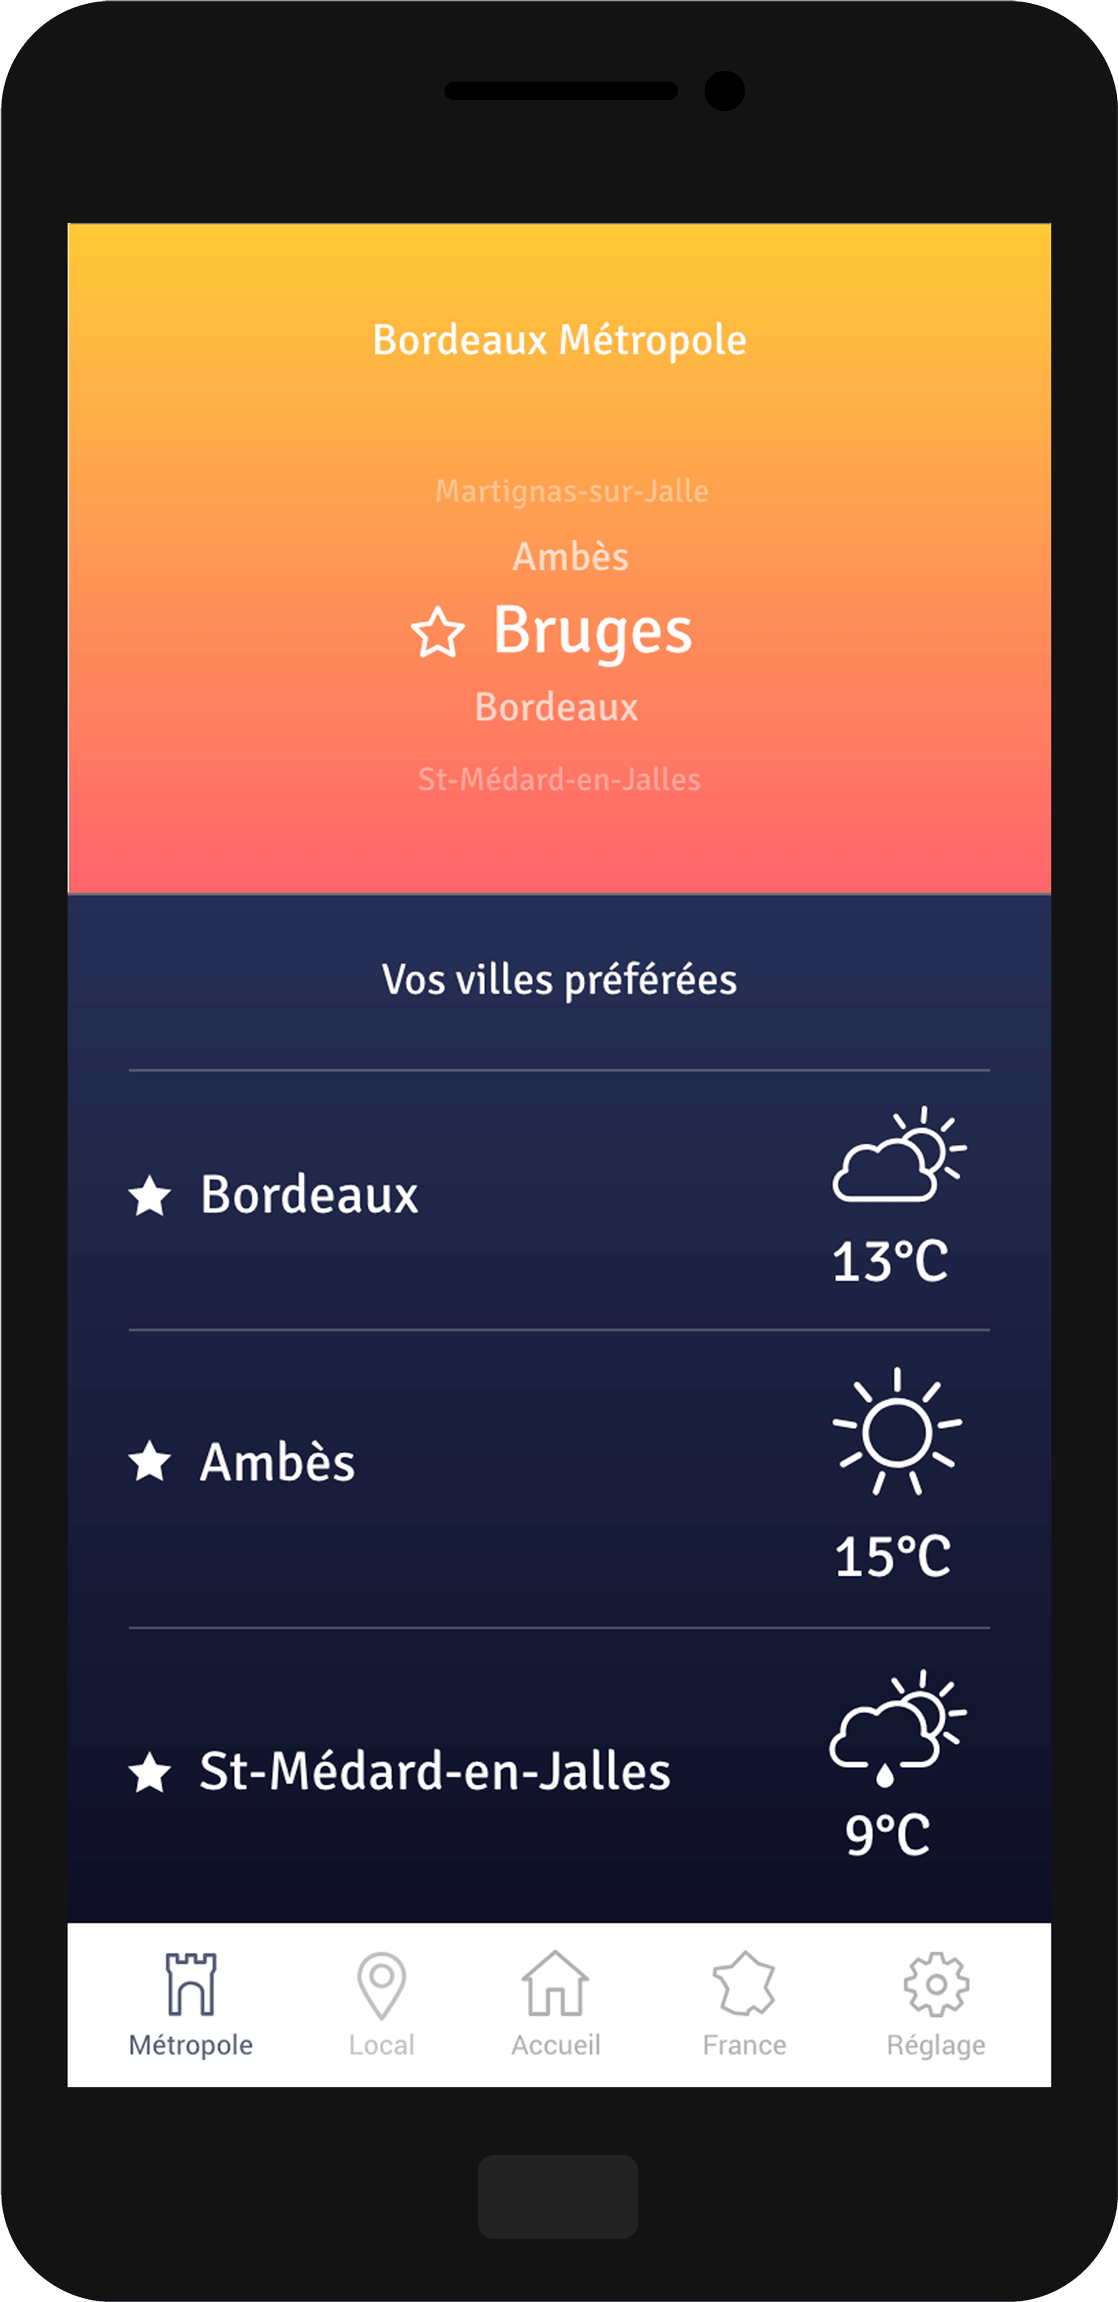 Bordeaux Métropole
Martignas-sur-Jalle
Ambès
Bruges
Bordeaux
St-Médard-en-Jalles
Vos villes préférées
Bordeaux
13°C
Ambès
15°C
St-Médard-en-Jalles
9°C
Métropole Local Accueil France Réglage